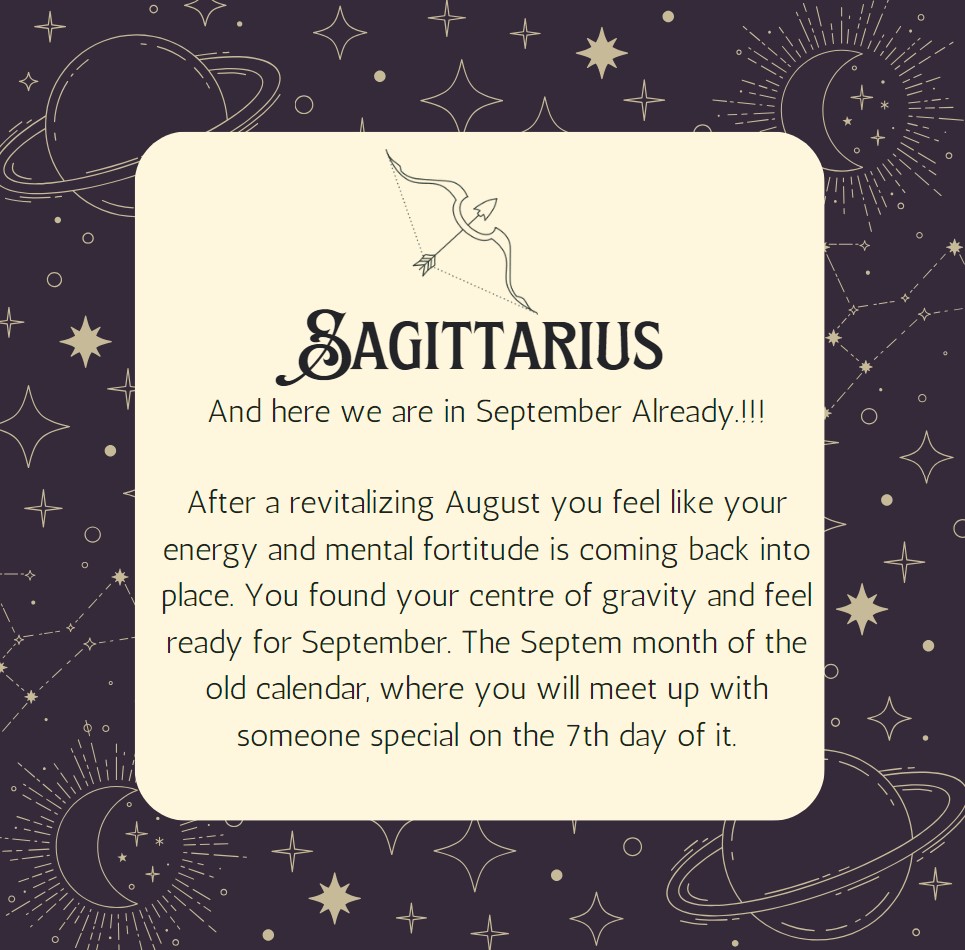 SAGITTARIUS
And here we are in September Already.!!!
After a revitalizing August you feel like your
energy and mental fortitude is coming back into
place. You found your centre of gravity and feel
ready for September. The Septem month of the
old calendar, where you will meet up with
someone special on the 7th day of it.